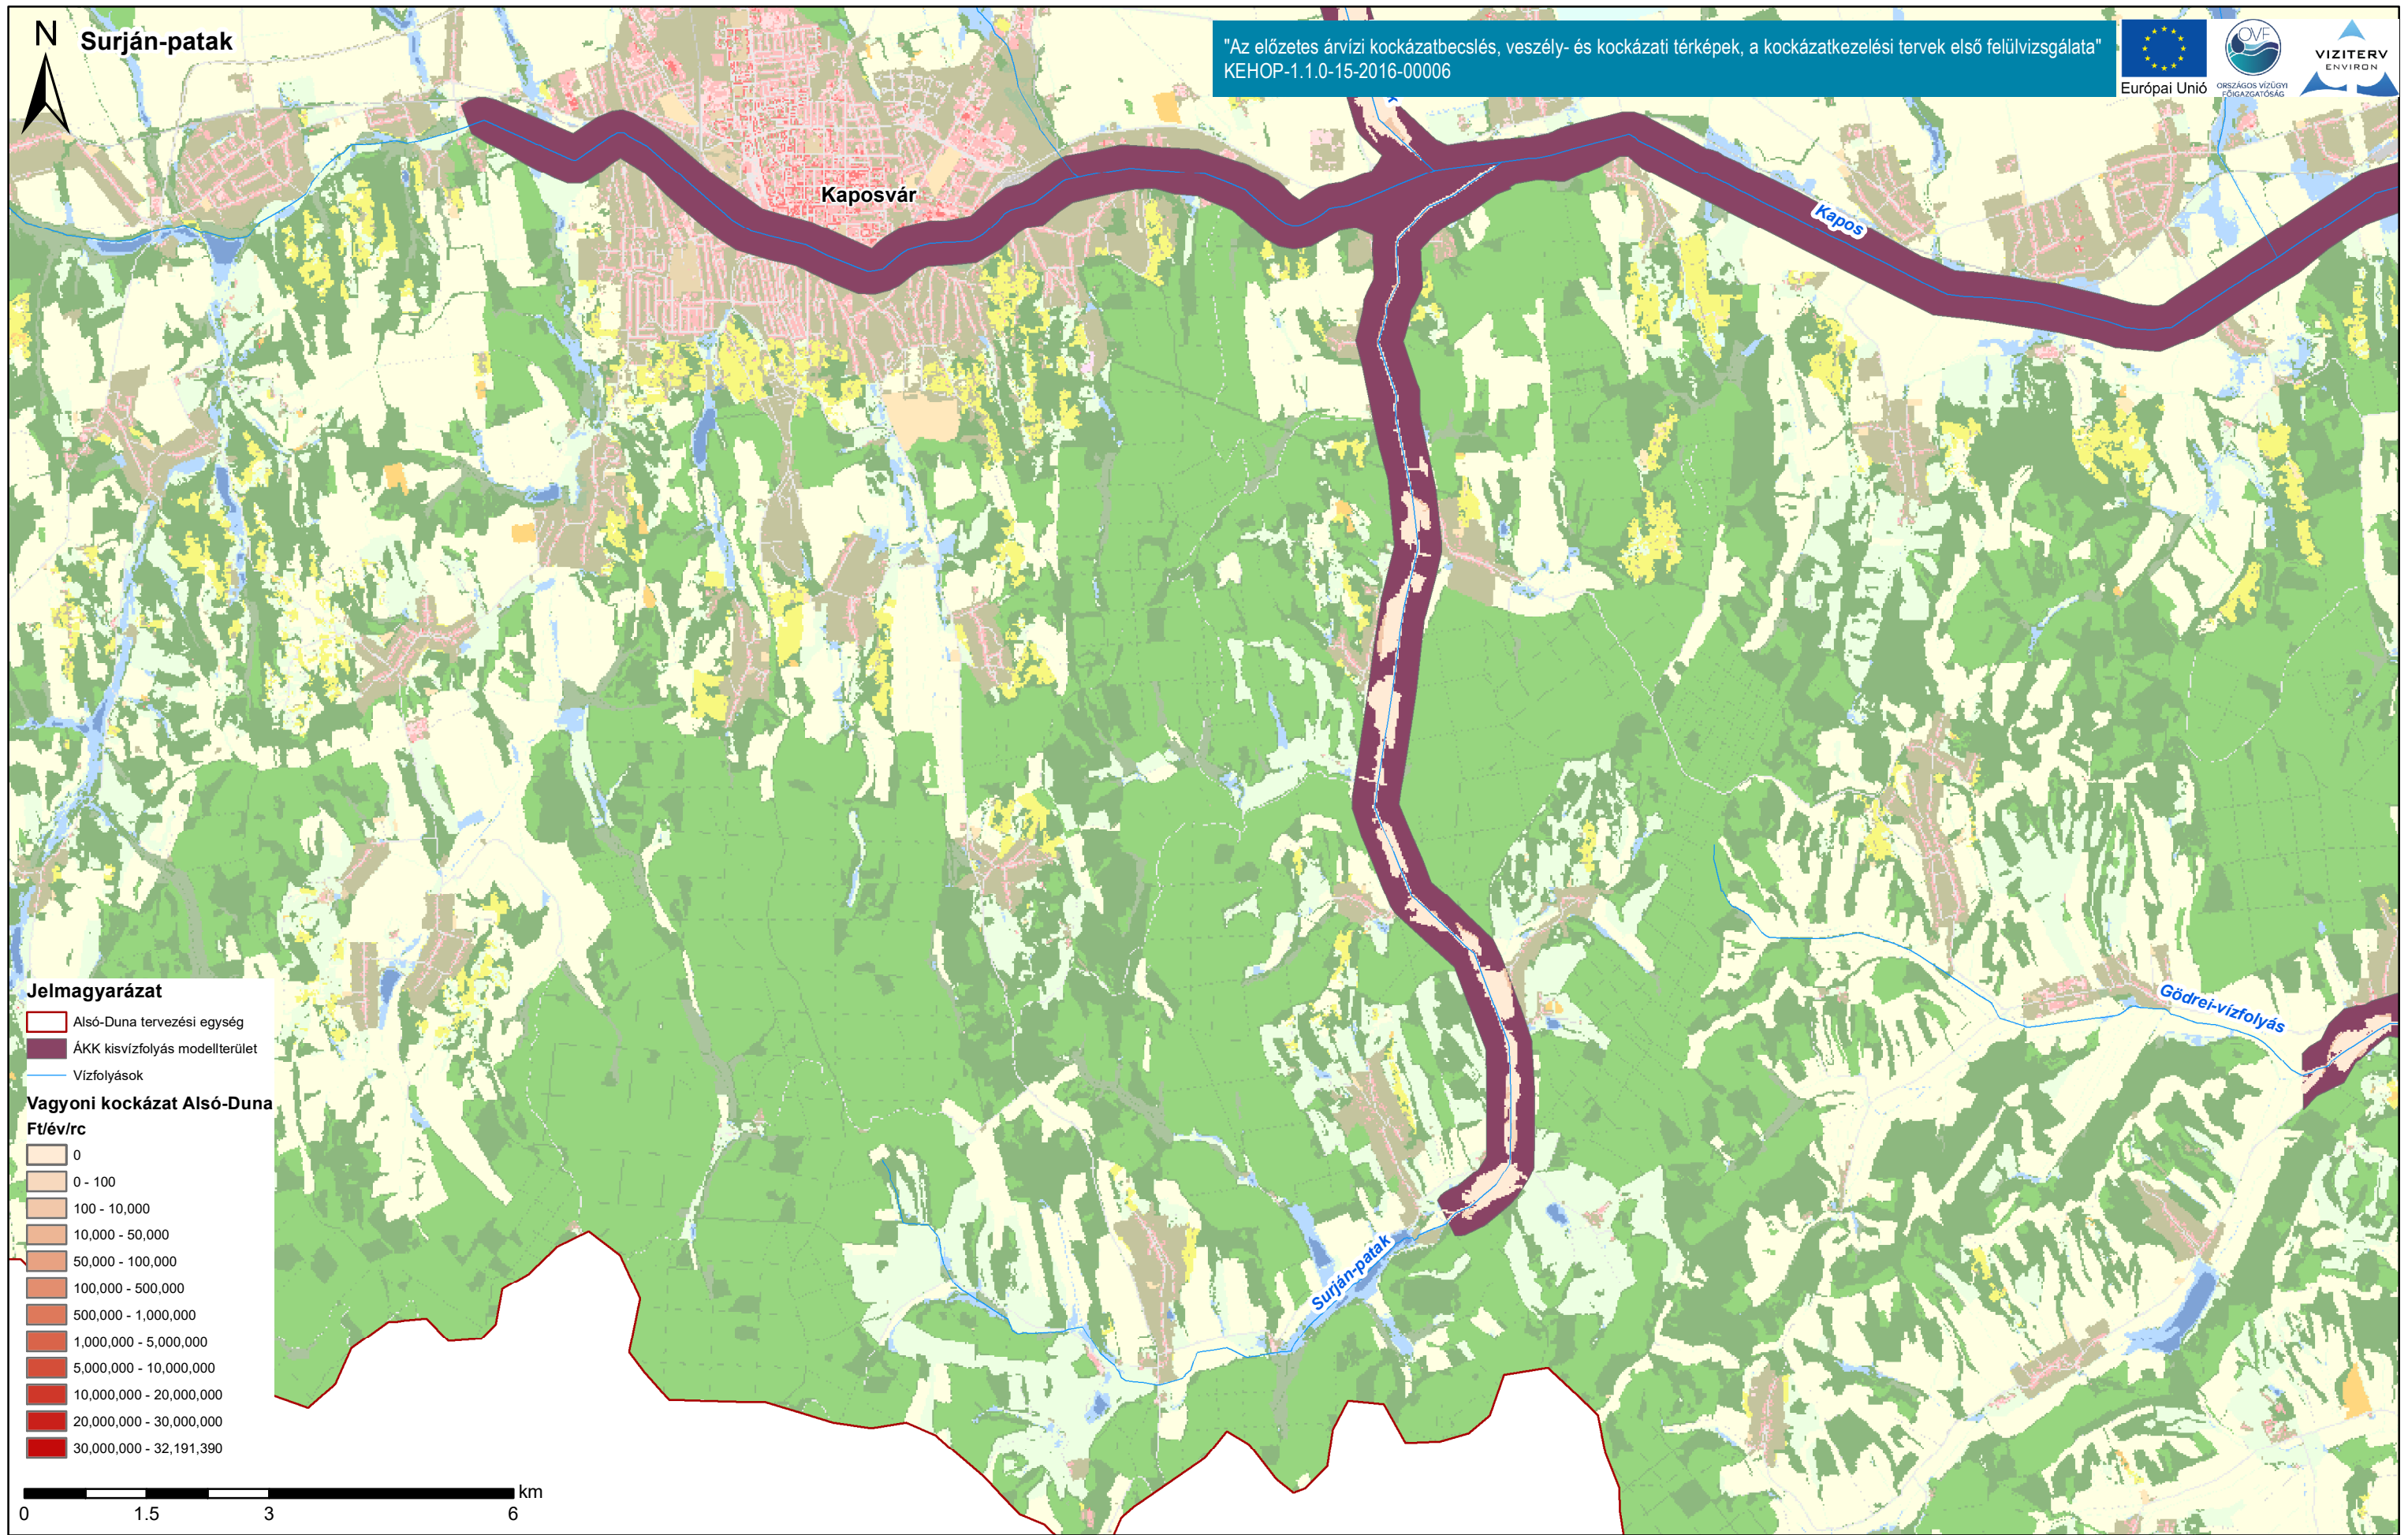 N
Surján-patak
"Az előzetes árvízi kockázatbecslés, veszély- és kockázati térképek, a kockázatkezelési tervek első felülvizsgálata"
KEHOP-1.1.0-15-2016-00006
Európai Unió
OVF
ORSZÁGOS VÍZÜGYI
FŐIGAZGATÓSÁG
VIZITERV
ENVIRON
Kaposvár
Kapos
Gödrei-vízfolyás
Surján-patak
Jelmagyarázat
Alsó-Duna tervezési egység
ÁKK kisvízfolyás modellterület
Vízfolyások
Vagyoni kockázat Alsó-Duna
Ft/év/rc
0
0 - 100
100 - 10,000
10,000 - 50,000
50,000 - 100,000
100,000 - 500,000
500,000 - 1,000,000
1,000,000 - 5,000,000
5,000,000 - 10,000,000
10,000,000 - 20,000,000
20,000,000 - 30,000,000
30,000,000 - 32,191,390
km
0 1.5 3 6